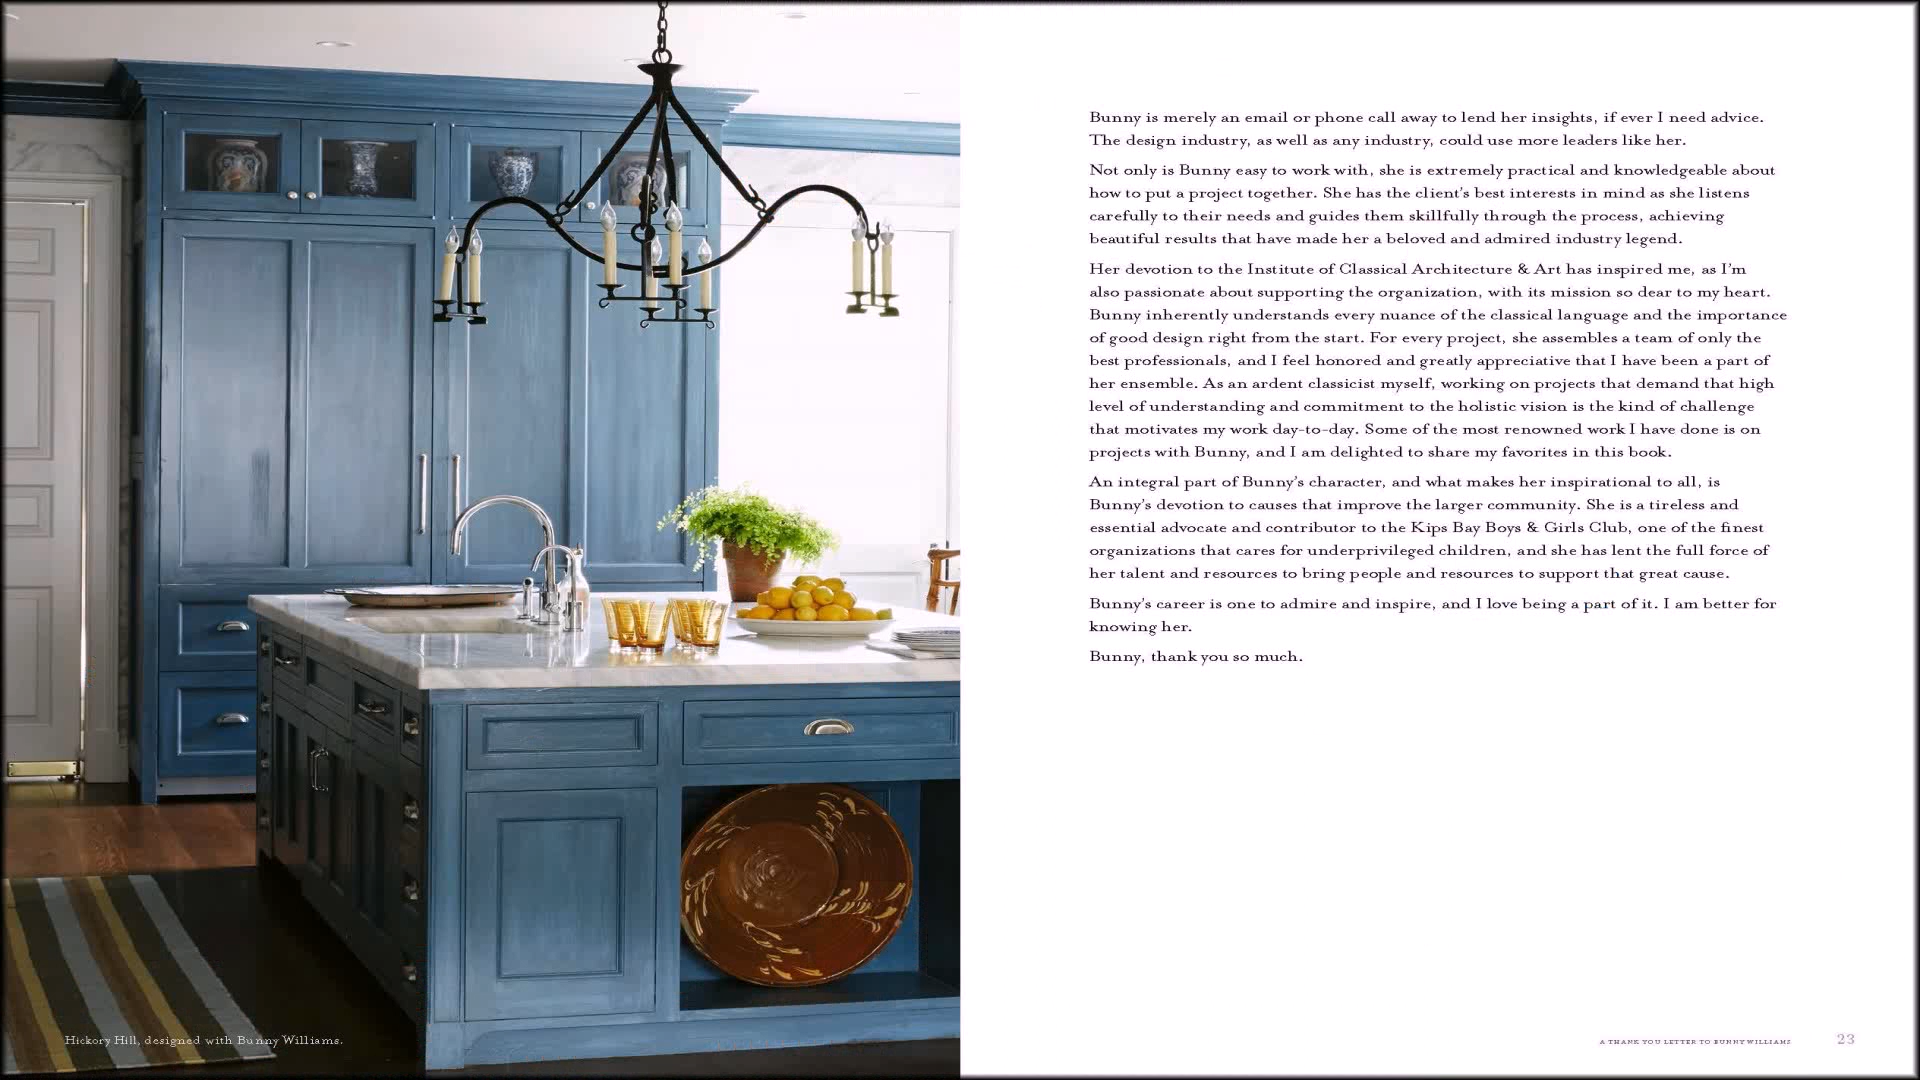 Bunny is merely an email or phone call away to lend her insights, if ever I need advice.
The design industry, as well as any industry, could use more leaders like her.
Not only is Bunny easy to work with, she is extremely practical and knowledgeable about
how to put a project together. She has the client's best interests in mind as she listens
carefully to their needs and guides them skillfully through the process, achieving
beautiful results that have made her a beloved and admired industry legend.
Her devotion to the Institute of Classical Architecture & Art has inspired me, as I'm
also passionate about supporting the organization, with its mission so dear to my heart.
Bunny inherently understands every nuance of the classical language and the importance
of good design right from the start. For every project, she assembles a team of only the
best professionals, and I feel honored and greatly appreciative that I have been a part of
her ensemble. As an ardent classicist myself, working on projects that demand that high
level of understanding and commitment to the holistic vision is the kind of challenge
that motivates my work day-to-day. Some of the most renowned work I have done is on
projects with Bunny, and I am delighted to share my favorites in this book.
An integral part of Bunny's character, and what makes her inspirational to all, is
Bunny's devotion to causes that improve the larger community. She is a tireless and
essential advocate and contributor to the Kips Bay Boys & Girls Club, one of the finest
organizations that cares for underprivileged children, and she has lent the full force of
her talent and resources to bring people and resources to support that great cause.
Bunny's career is one to admire and inspire, and I love being a part of it. I am better for
knowing her.
Bunny, thank you so much.
Hickory Hill, designed with Bunny Williams.
A THANK YOU LETTER TO BUNNY WILLIAMS
23